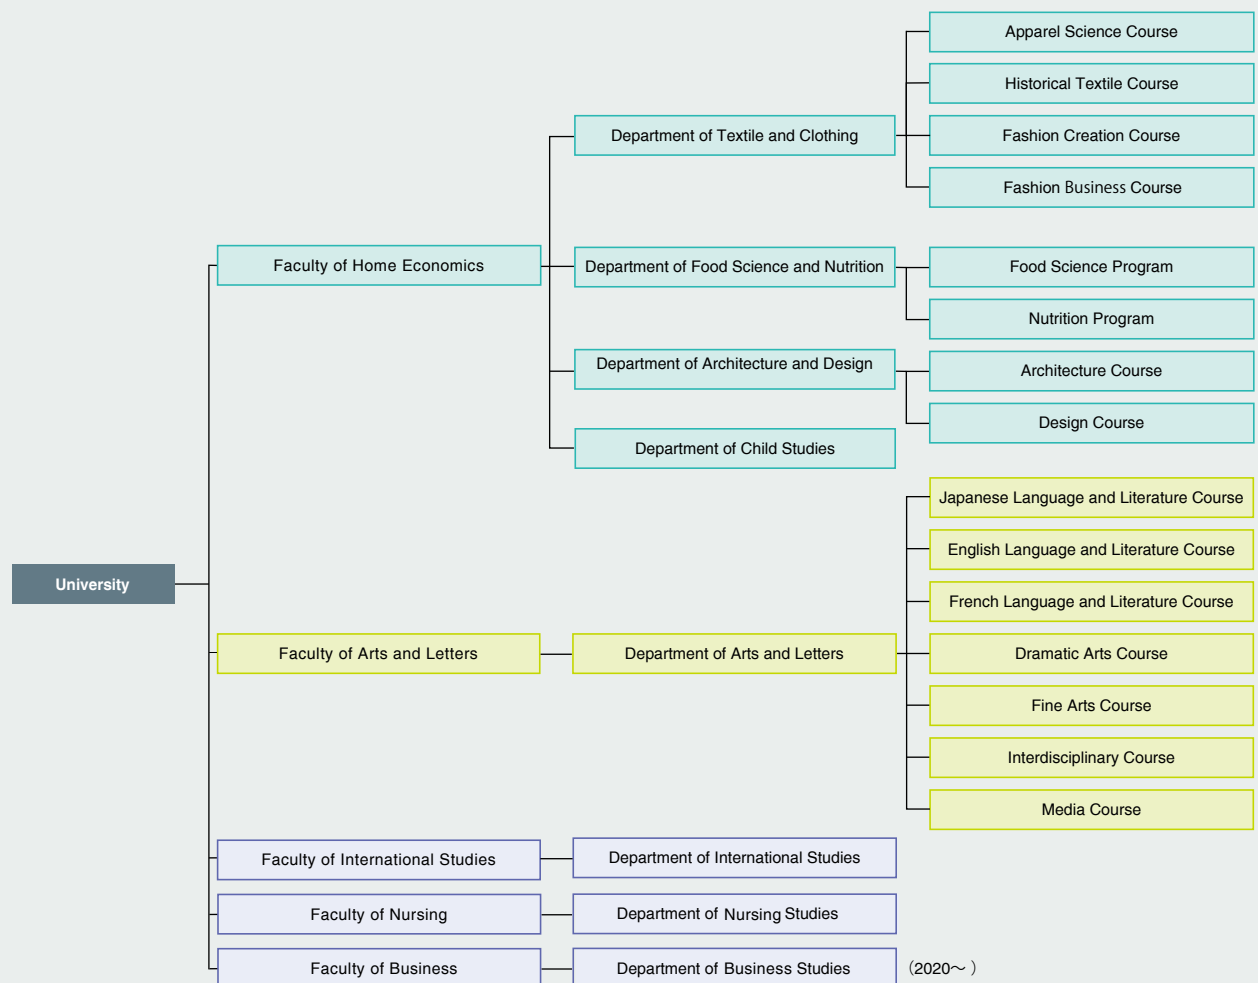 University
Faculty of Home Economics
Department of Textile and Clothing
Apparel Science Course
Historical Textile Course
Fashion Creation Course
Fashion Business Course
Department of Food Science and Nutrition
Food Science Program
Nutrition Program
Department of Architecture and Design
Architecture Course
Design Course
Department of Child Studies
Faculty of Arts and Letters
Department of Arts and Letters
Japanese Language and Literature Course
English Language and Literature Course
French Language and Literature Course
Dramatic Arts Course
Fine Arts Course
Interdisciplinary Course
Media Course
Faculty of International Studies
Department of International Studies
Faculty of Nursing
Department of Nursing Studies
Faculty of Business
Department of Business Studies (2020～)